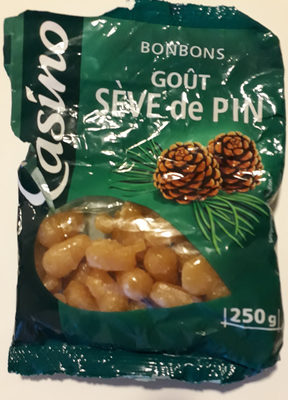 Casino
BONBONS
GOÛT
SÈVE de PIN
250g